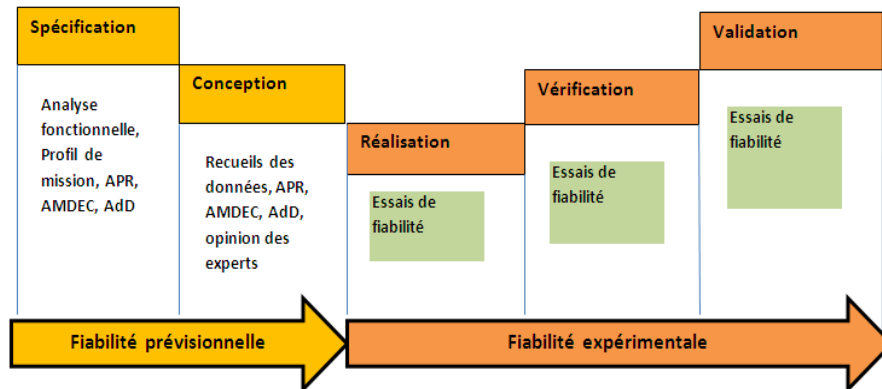 Spécification
Analyse
fonctionnelle,
Profil de
mission, APR,
AMDEC, AdD
Conception
Recueils des
données, APR,
AMDEC, AdD,
opinion des
experts
Réalisation
Essais de
fiabilité
Vérification
Essais de
fiabilité
Validation
Essais de
fiabilité
Fiabilité prévisionnelle
Fiabilité expérimentale